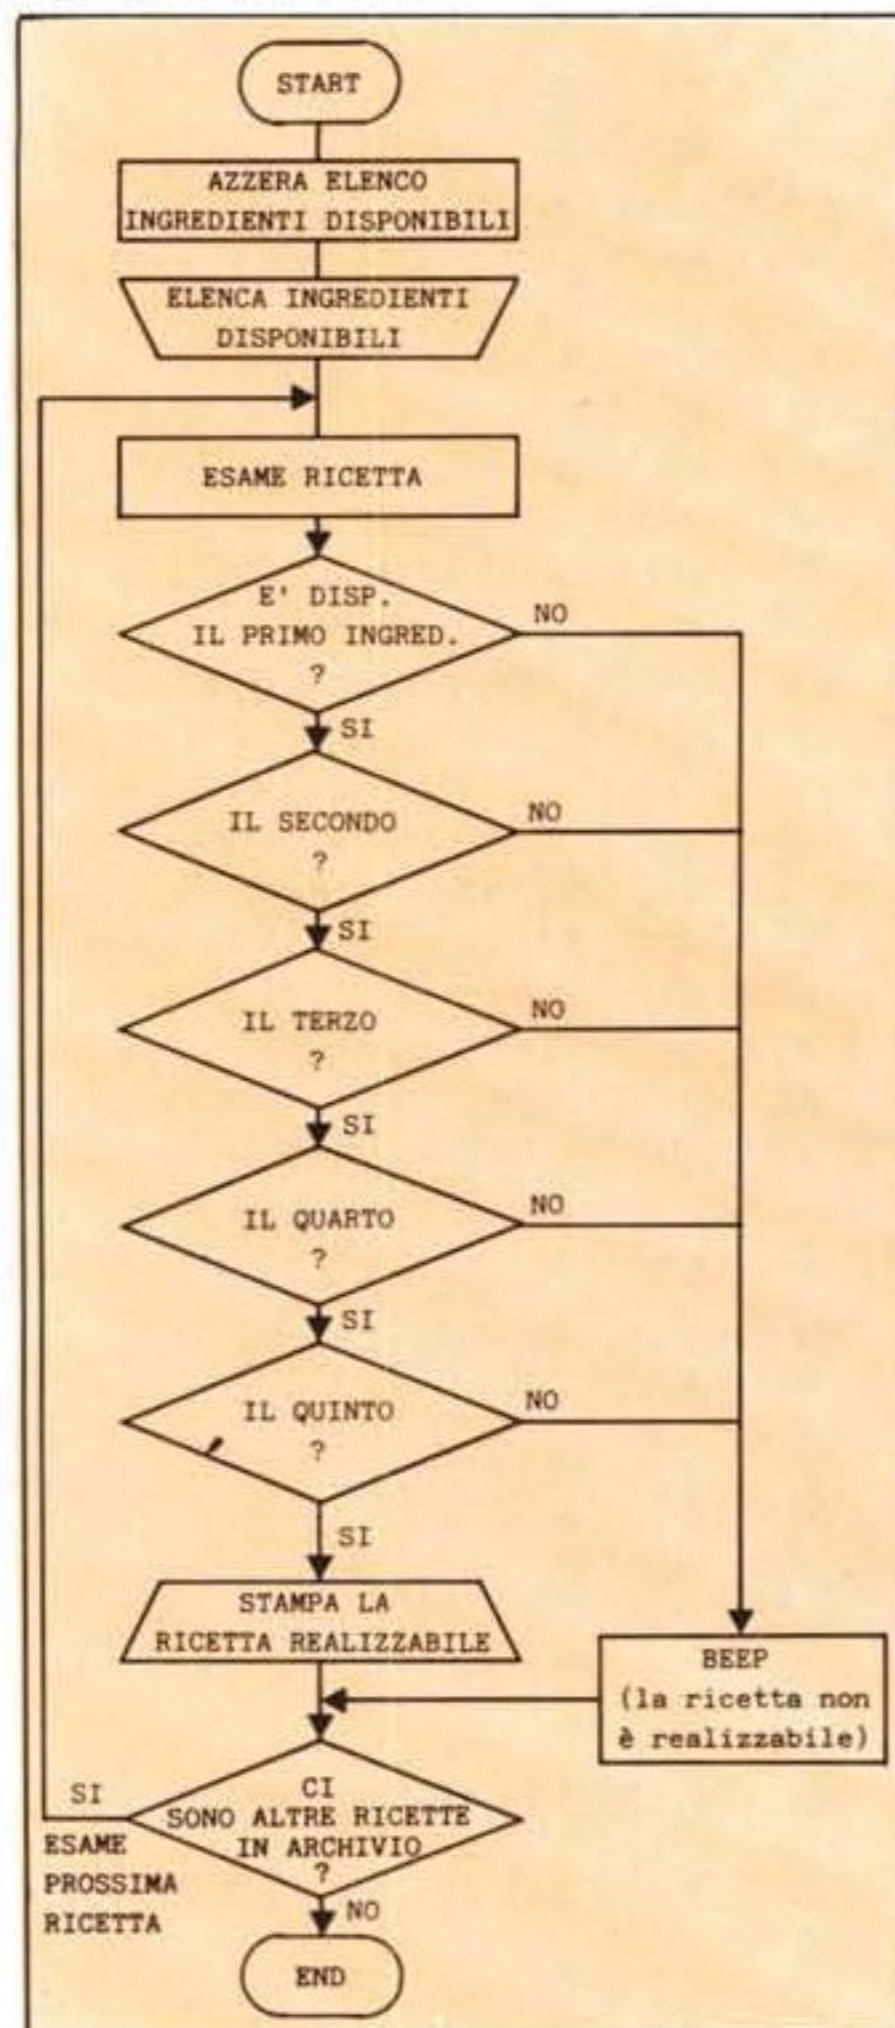 START
AZZERA ELENCO
INGREDIENTI DISPONIBILI
ELENCA INGREDIENTI
DISPONIBILI
ESAME RICETTA
E' DISP.
IL PRIMO INGRED.
?
NO
SI
IL SECONDO
?
NO
SI
IL TERZO
?
NO
SI
IL QUARTO
?
NO
SI
IL QUINTO
?
NO
SI
STAMPA LA
RICETTA REALIZZABILE
BEEP
(la ricetta non
è realizzabile)
CI
SONO ALTRE RICETTE
IN ARCHIVIO
?
SI
ESAME
PROSSIMA
RICETTA
NO
END